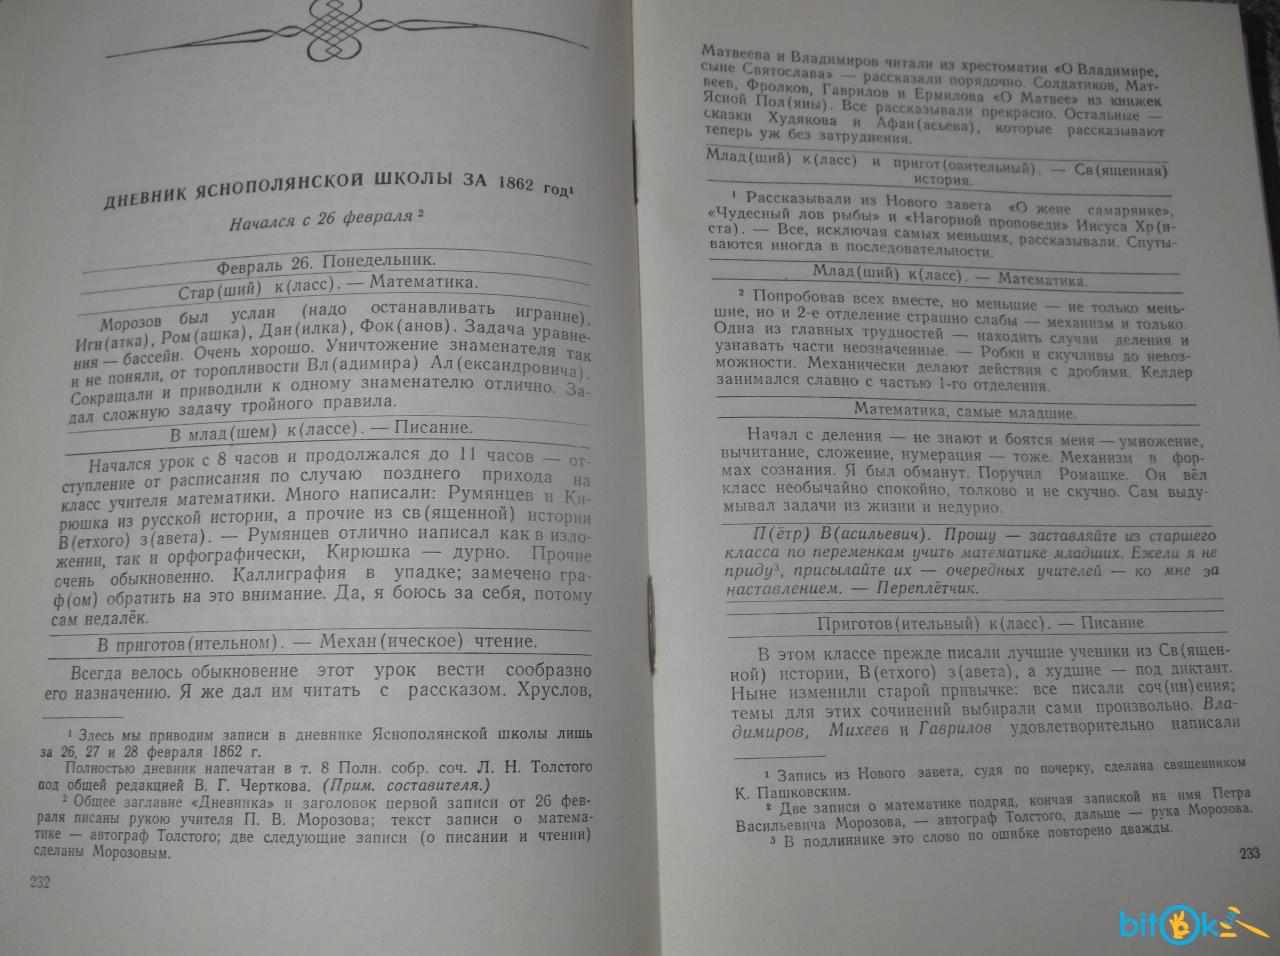 ДНЕВНИК ЯСНОПОЛЯНСКОЙ ШКОЛЫ ЗА 1862 год¹
Начался с 26 февраля ²
Февраль 26. Понедельник.
Стар(ший) к(ласс). — Математика.
Морозов был услан (надо останавливать играние).
Игн(атка), Ром(ашка), Дан(илка), Фок(анов). Задача уравне-
ния — бассейн. Очень хорошо. Уничтожение знаменателя так
и не поняли, от торопливости Вл(адимира) Ал(ександровича).
Сокращали и приводили к одному знаменателю отлично. За-
дал сложную задачу тройного правила.
В млад(шем) к(лассе). — Писание.
Начался урок с 8 часов и продолжался до 11 часов — от-
ступление от расписания по случаю позднего прихода на
класс учителя математики. Много написали: Румянцев и Ки-
рюшка из русской истории, а прочие из св(ященной) истории
В(етхого) з(авета). — Румянцев отлично написал как в изло-
жении, так и орфографически, Кирюшка — дурно. Прочие
очень обыкновенно. Каллиграфия в упадке; замечено гра-
ф(ом) обратить на это внимание. Да, я боюсь за себя, потому
сам недалёк.
В пригото(ительном). — Механ(ическое) чтение.
Всегда велось обыкновение этот урок вести сообразно
его назначению. Я же дал им читать с рассказом. Хруслов,
¹ Здесь мы приводим записи в дневнике Яснополянской школы лишь
за 26, 27 и 28 февраля 1862 г.
Полностью дневник напечатан в т. 8 Полн. собр. соч. Л. Н. Толстого
под общей редакцией В. Г. Черткова. (Прим. составителя.)
² Общее заглавие «Дневника» и заголовок первой записи от 26 фев-
раля писаны рукою учителя П. В. Морозова; текст записи о матема-
тике — автограф Толстого; две следующие записи (о писании и чтении)
сделаны Морозовым.
232
Матвеева и Владимиров читали из хрестоматии «О Владимире,
сыне Святослава» — рассказали порядочно. Солдатиков, Мат-
веев, Фролков, Гаврилов и Ермилова «О Матвее» из книжек
Ясной Пол(яны). Все рассказывали прекрасно. Остальные —
сказки Худякова и Афан(асьева), которые рассказывают
теперь уж без затруднения.
Млад(ший) к(ласс) и пригот(овительный). — Св(ященная)
история.
¹ Рассказывали из Нового завета «О жене самарянке»,
«Чудесный лов рыбы» и «Нагорной проповеди» Иисуса Хр(и-
ста). — Все, исключая самых меньших, рассказывали. Спуты-
ваются иногда в последовательности.
Млад(ший) к(ласс). — Математика.
² Попробовав всех вместе, но меньшие — не только мень-
шие, но и 2-е отделение страшно слабы — механизм и только.
Одна из главных трудностей — находить случаи деления и
узнавать части неозначенные. — Робки и скучливы до невоз-
можности. Механически делают действия с дробями. Келлер
занимался славно с частью 1-го отделения.
Математика, самые младшие.
Начал с деления — не знают и боятся меня — умножение,
вычитание, сложение, нумерация — тоже. Механизм в фор-
мах сознания. Я был обманут. Поручил Ромашке. Он вёл
класс необычайно спокойно, толково и не скучно. Сам выду-
мывал задачи из жизни и недурно.
П(ётр) В(асильевич). Прошу — заставляйте из старшего
класса по переменкам учить математике младших. Ежели я не
приду³, присылайте их — очередных учителей — ко мне за
наставлением. — Переплётчик.
Приготов(ительный) к(ласс). — Писание.
В этом классе прежде писали лучшие ученики из Св(ящен-
ной) истории, В(етхого) з(авета), а худшие — под диктант.
Ныне изменили старой привычке: все писали соч(ин)ения;
темы для этих сочинений выбирали сами произвольно. Вла-
димиров, Михеев и Гаврилов удовлетворительно написали
¹ Запись из Нового завета, судя по почерку, сделана священником
К. Пашковским.
² Две записи о математике подряд, кончая запиской на имя Петра
Васильевича Морозова, — автограф Толстого, дальше — рука Морозова.
³ В подлиннике это слово по ошибке повторено дважды.
233